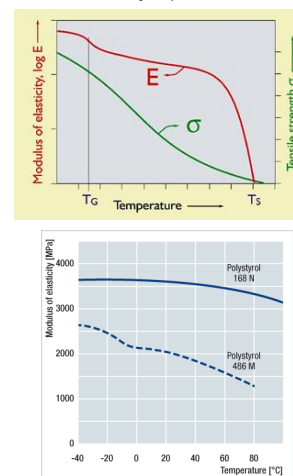 Modulus of elasticity, log E
Tensile strength σ
E
σ
TG
Temperature
TS
Modulus of elasticity [MPa]
4000
3000
2000
1000
0
Polystyrol
168 N
Polystyrol
486 M
-40 -20 0 20 40 60 80
Temperature [°C]